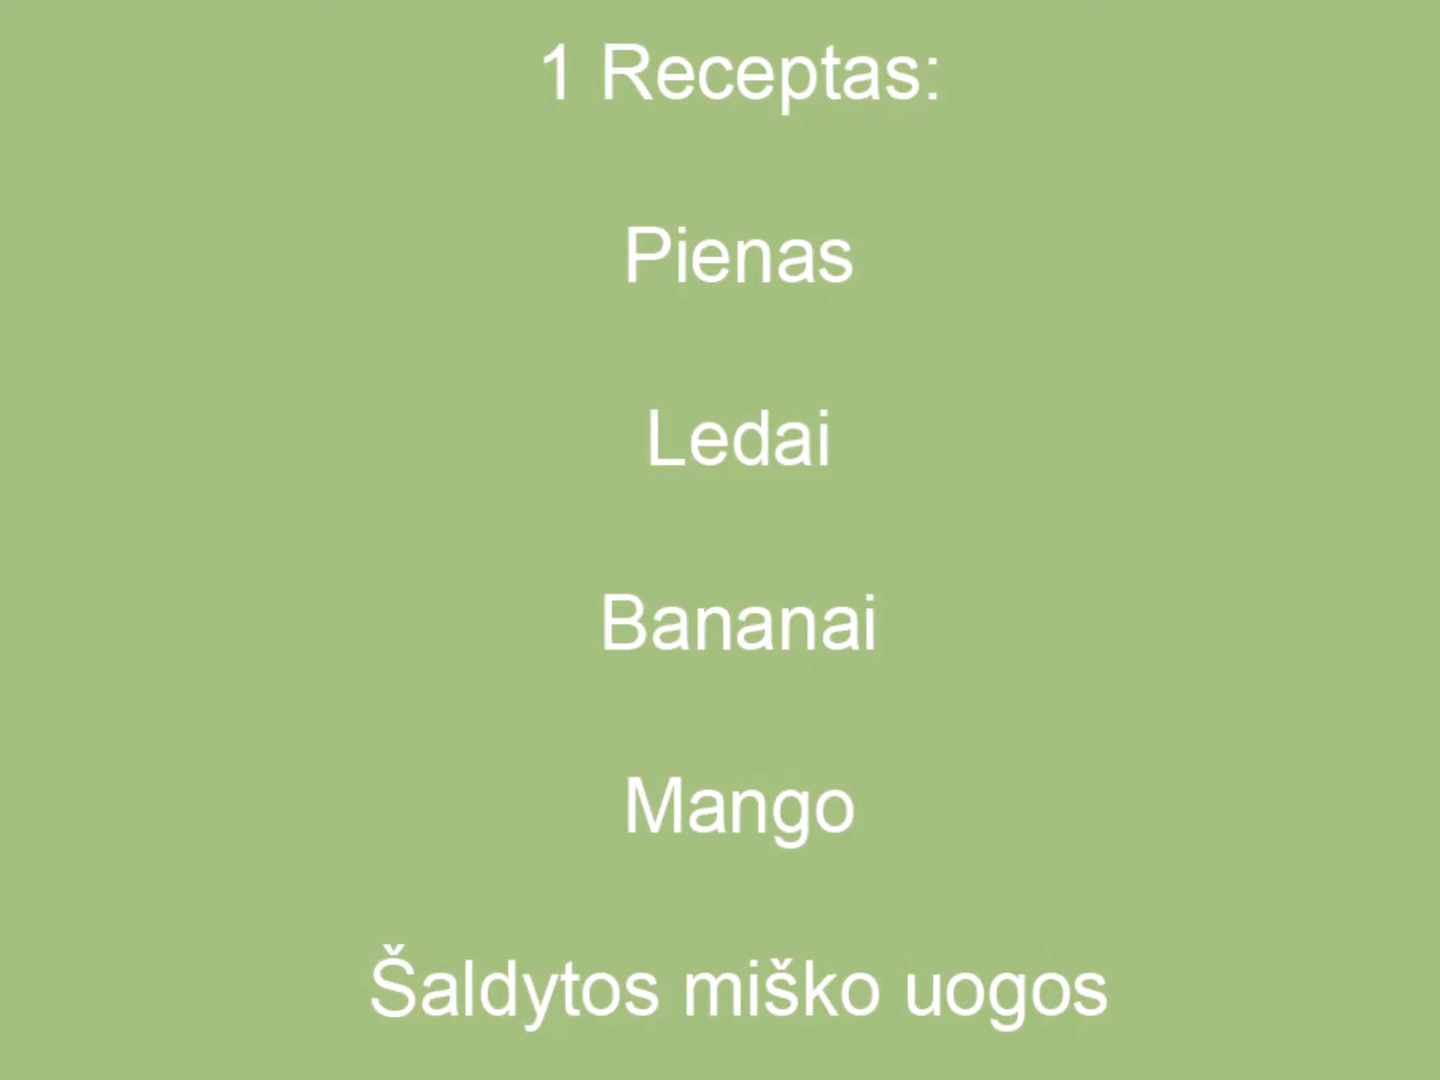 1 Receptas:
Pienas
Ledai
Bananai
Mango
Šaldytos miško uogos